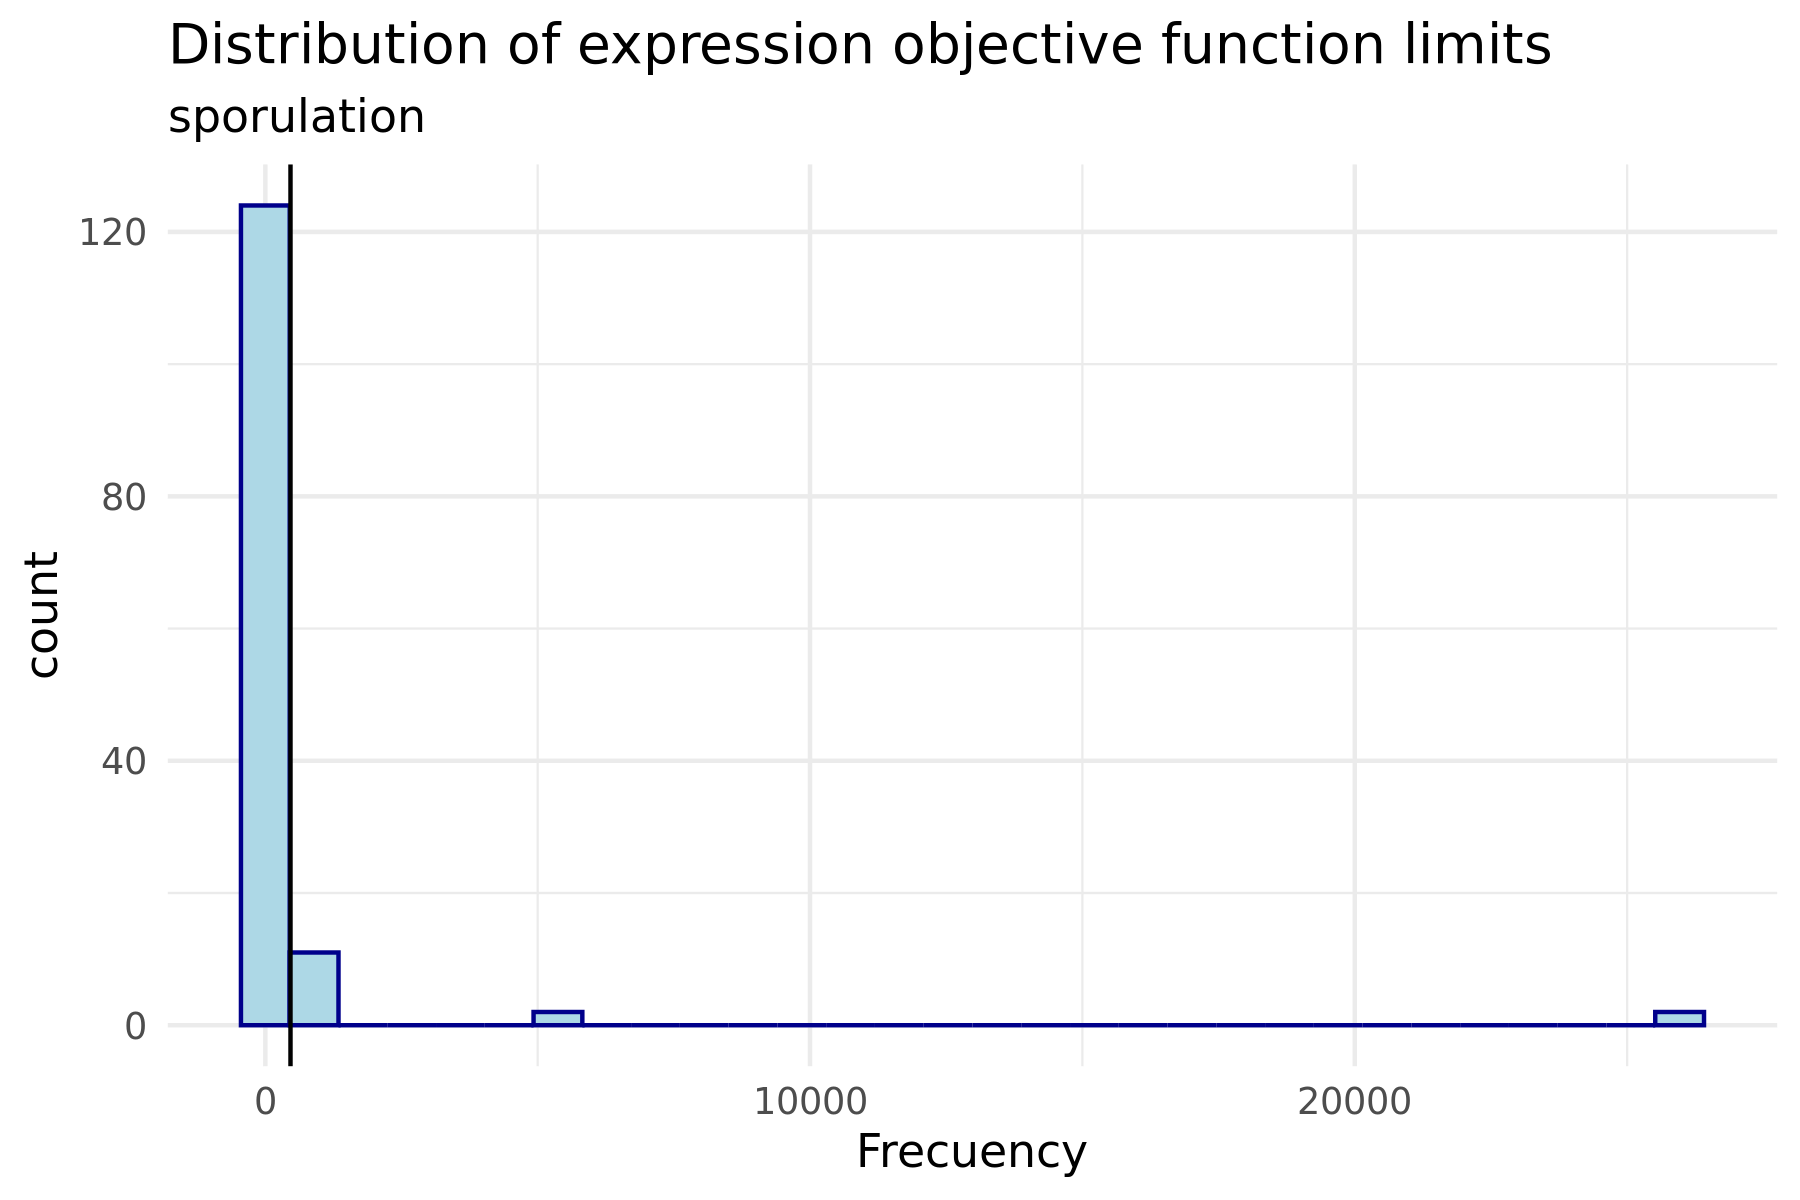 Distribution of expression objective function limits
sporulation
120
80
40
0
count
0 10000 20000
Frecuency